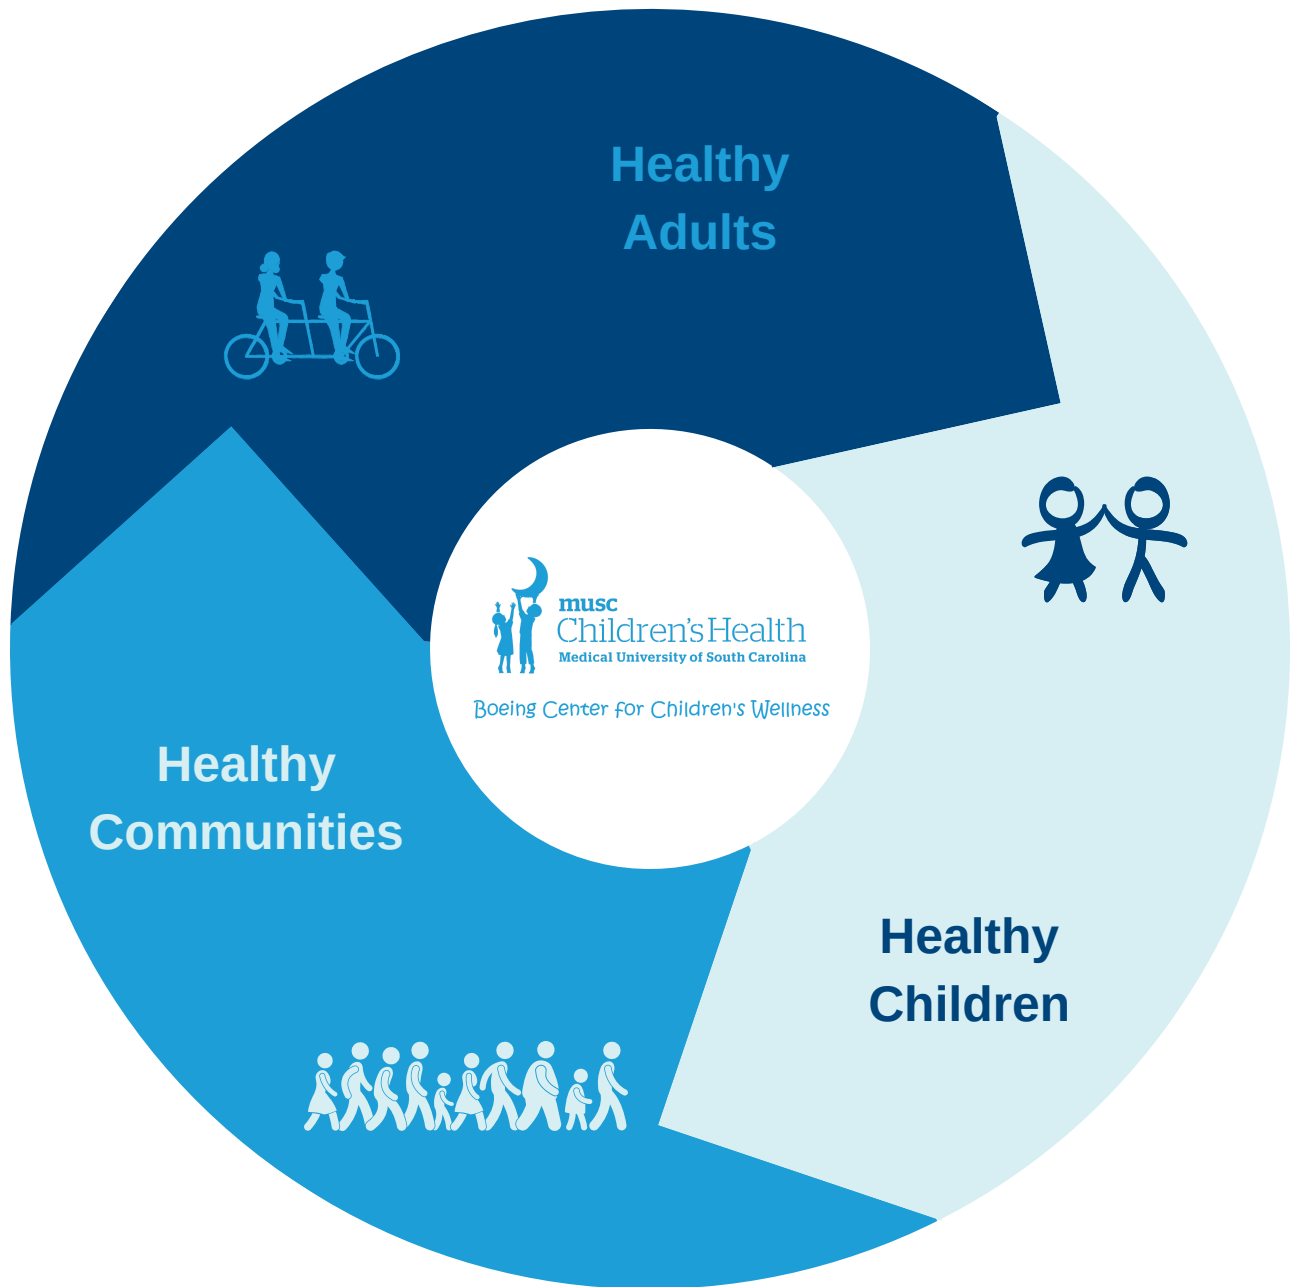 Healthy
Adults
musc
Children's Health
Medical University of South Carolina
Boeing Center for Children's Wellness
Healthy
Communities
Healthy
Children